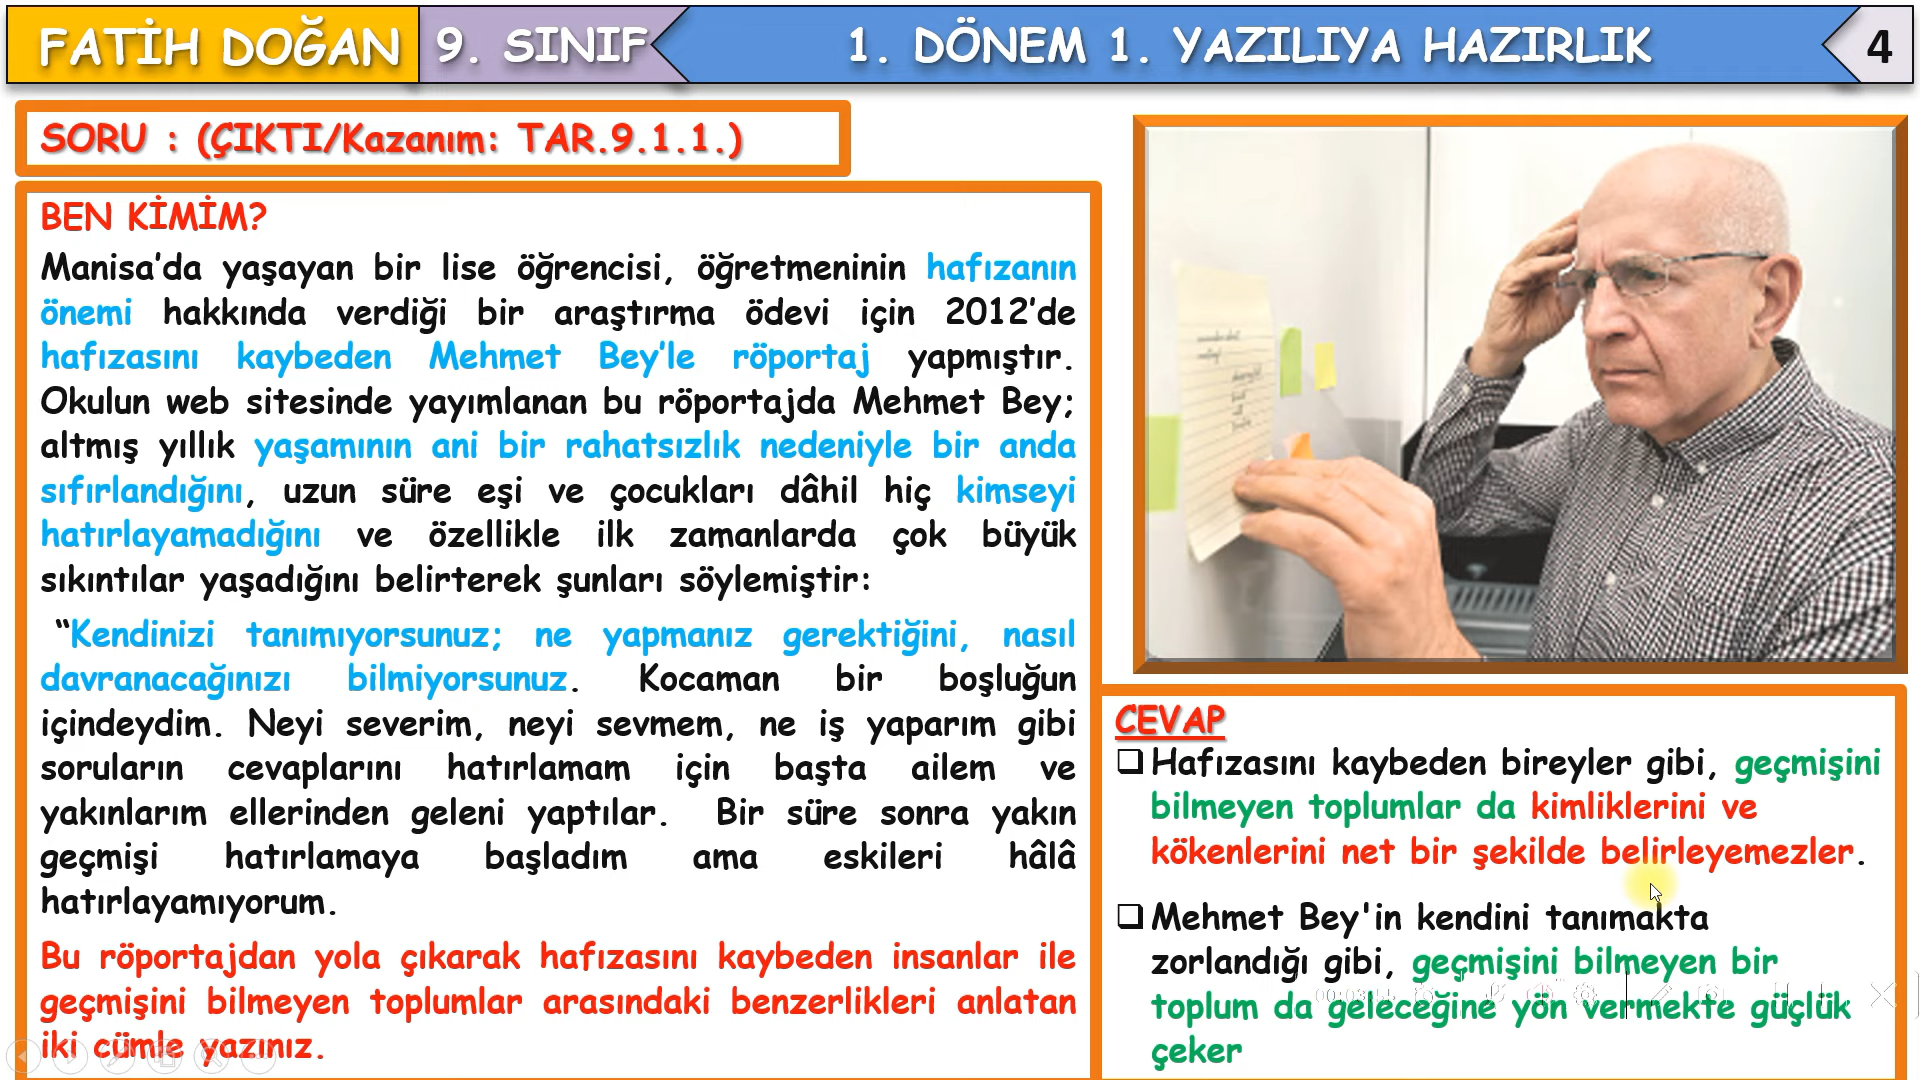 FATİH DOĞAN
9. SINIF
1. DÖNEM 1. YAZILIYA HAZIRLIK
4
SORU : (ÇIKTI/Kazanım: TAR.9.1.1.)
BEN KİMİM?
Manisa’da yaşayan bir lise öğrencisi, öğretmeninin hafızanın
önemi hakkında verdiği bir araştırma ödevi için 2012’de
hafızasını kaybeden Mehmet Bey’le röportaj yapmıştır.
Okulun web sitesinde yayımlanan bu röportajda Mehmet Bey;
altmış yıllık yaşamının ani bir rahatsızlık nedeniyle bir anda
sıfırlandığını, uzun süre eşi ve çocukları dâhil hiç kimseyi
hatırlayamadığını ve özellikle ilk zamanlarda çok büyük
sıkıntılar yaşadığını belirterek şunları söylemiştir:
“Kendinizi tanımıyorsunuz; ne yapmanız gerektiğini, nasıl
davranacağınızı bilmiyorsunuz. Kocaman bir boşluğun
içindeydim. Neyi severim, neyi sevmem, ne iş yaparım gibi
soruların cevaplarını hatırlamam için başta ailem ve
yakınlarım ellerinden geleni yaptılar. Bir süre sonra yakın
geçmişi hatırlamaya başladım ama eskileri hâlâ
hatırlayamıyorum.
Bu röportajdan yola çıkarak hafızasını kaybeden insanlar ile
geçmişini bilmeyen toplumlar arasındaki benzerlikleri anlatan
iki cümle yazınız.
CEVAP
Hafızasını kaybeden bireyler gibi, geçmişini
bilmeyen toplumlar da kimliklerini ve
kökenlerini net bir şekilde belirleyemezler.
Mehmet Bey'in kendini tanımakta
zorlandığı gibi, geçmişini bilmeyen bir
toplum da geleceğine yön vermekte güçlük
çeker